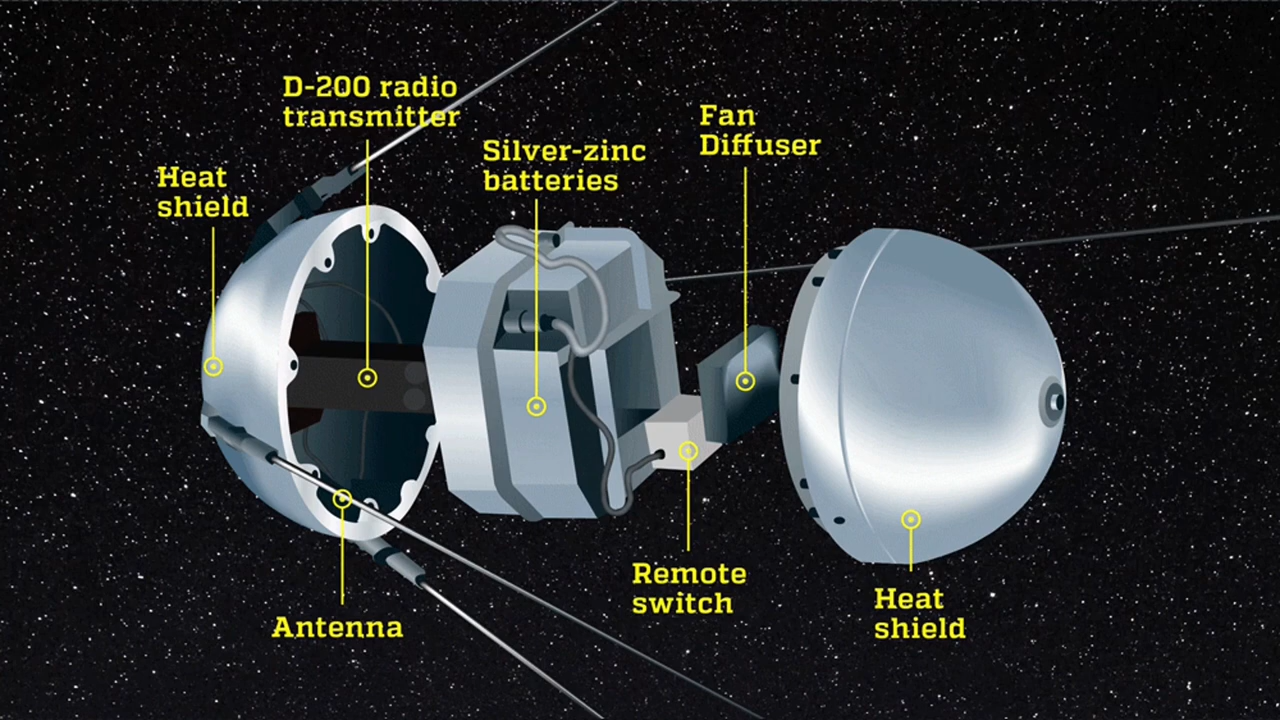 D-200 radio
transmitter
Fan
Diffuser
Silver-zinc
batteries
Heat
shield
Remote
switch
Heat
shield
Antenna